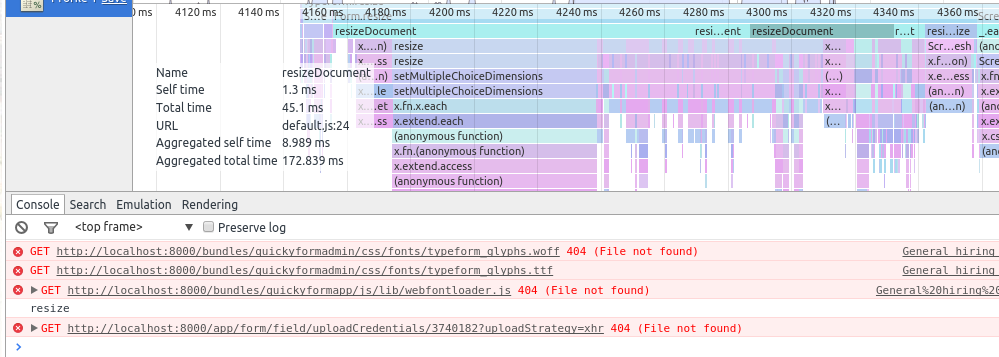 Profile 1 Save
00 ms 4120 ms 4140 ms 4160 ms 4180 ms 4200 ms 4220 ms 4240 ms 4260 ms 4280 ms 4300 ms 4320 ms 4340 ms 4360 ms
S...e Form.resize
resizeDocument resi...ent resizeDocument r...t resi...ize _.ea
x....n) resize x... Scr...esh (ano
x....ss resize x... x.f...on) Scre
(...n) setMultipleChoiceDimensions (...) x.e...ess x.fn
x....le setMultipleChoiceDimensions (an...n) (ano
x....et x.fn.x.each x... (an...n) x.ex
x....ss x.extend.each (... x.ex
(anonymous function) x.cs
x.fn.(anonymous function) (ano
x.extend.access
(anonymous function)
Name resizeDocument
Self time 1.3 ms
Total time 45.1 ms
URL default.js:24
Aggregated self time 8.989 ms
Aggregated total time 172.839 ms
Console Search Emulation Rendering
<top frame> ▼ Preserve log
GET http://localhost:8000/bundles/quickyformadmin/css/fonts/typeform_glyphs.woff 404 (File not found) General hiring
GET http://localhost:8000/bundles/quickyformadmin/css/fonts/typeform_glyphs.ttf General hiring
▶ GET http://localhost:8000/bundles/quickyformapp/js/lib/webfontloader.js 404 (File not found) General%20hiring%20
resize
▶ GET http://localhost:8000/app/form/field/uploadCredentials/3740182?uploadStrategy=xhr 404 (File not found)
>